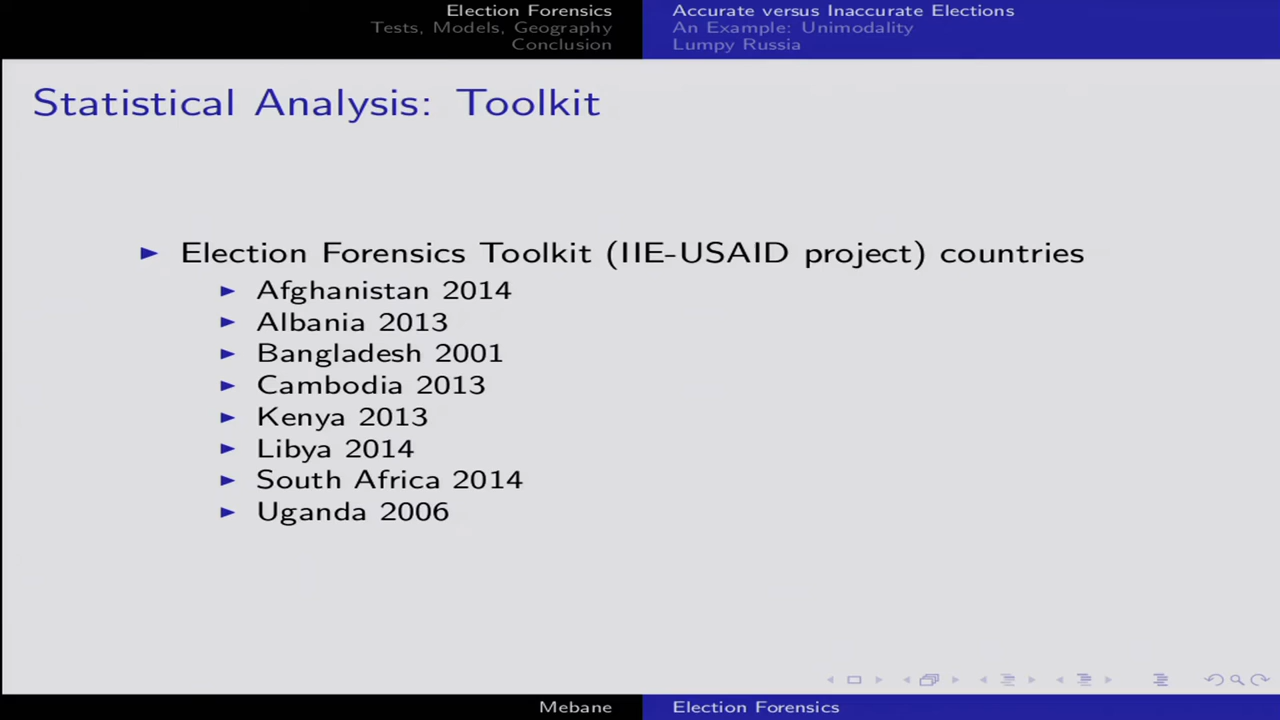 Election Forensics
Tests, Models, Geography
Conclusion
Accurate versus Inaccurate Elections
An Example: Unimodality
Lumpy Russia
Statistical Analysis: Toolkit
Election Forensics Toolkit (IIE-USAID project) countries
Afghanistan 2014
Albania 2013
Bangladesh 2001
Cambodia 2013
Kenya 2013
Libya 2014
South Africa 2014
Uganda 2006
Mebane
Election Forensics